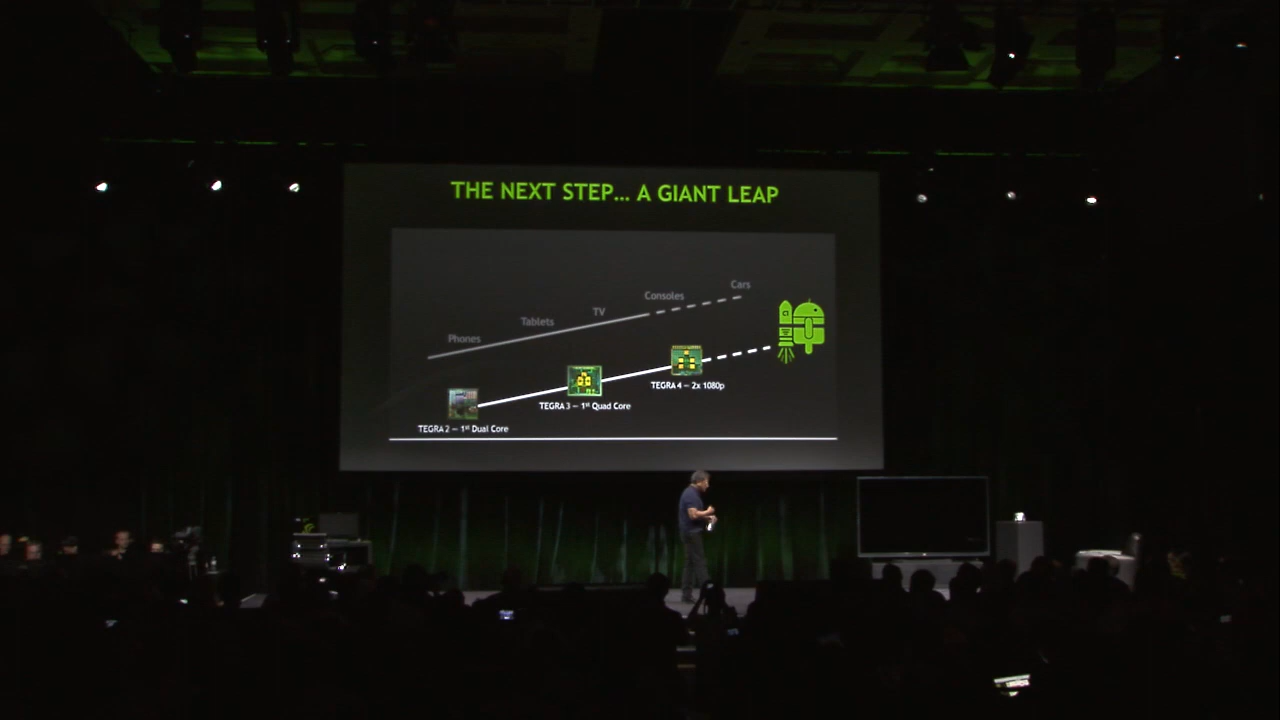 THE NEXT STEP... A GIANT LEAP
Cars
Consoles
TV
Tablets
Phones
TEGRA 4 – 2x 1080p
TEGRA 3 – 1st Quad Core
TEGRA 2 – 1st Dual Core